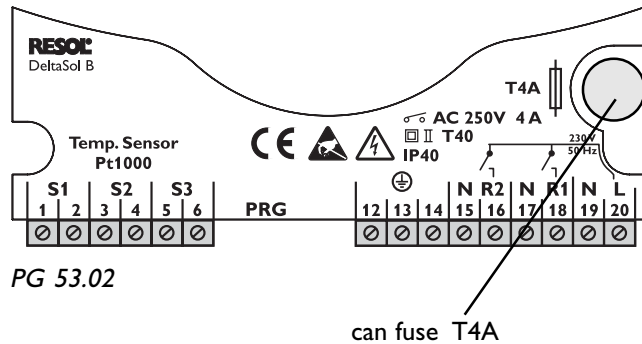 RESOL®
DeltaSol B
T4A
AC 250V 4 A
II T40
IP40
230V
50 Hz
Temp. Sensor
Pt1000
CE
S1 S2 S3
N R2 N R1 N L
1 2 3 4 5 6 PRG 12 13 14 15 16 17 18 19 20
PG 53.02
can fuse T4A